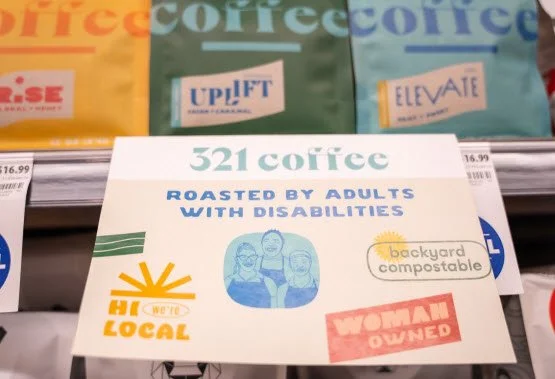 coffee
coffee
coffee
RISE
UPLIFT
ELEVATE
$16.99
16.99
321 coffee
ROASTED BY ADULTS
WITH DISABILITIES
backyard
compostable
HI we're
LOCAL
WOMAN
OWNED